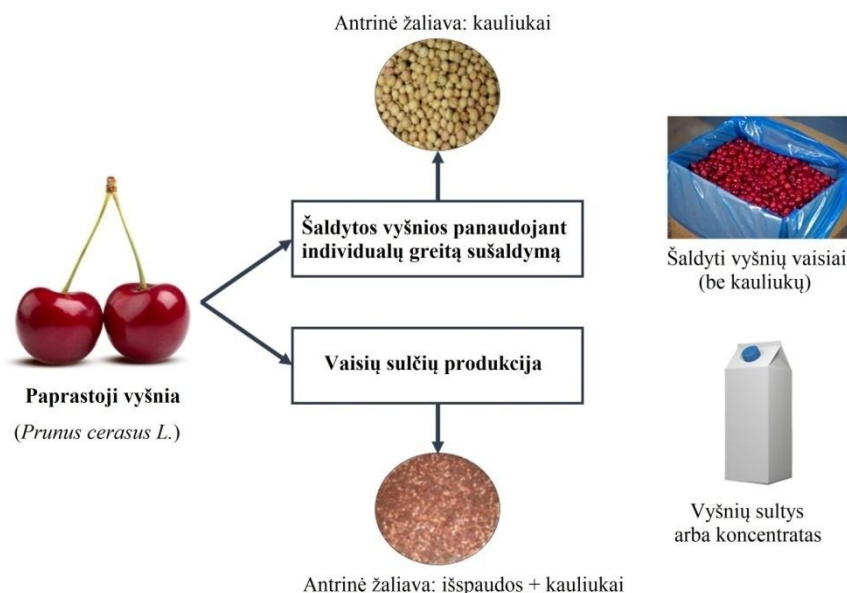 Antrinė žaliava: kauliukai
Šaldytos vyšnios panaudojant
individualų greitą sušaldymą
Šaldyti vyšnių vaisiai
(be kauliukų)
Paprastoji vyšnia
(Prunus cerasus L.)
Vaisių sulčių produkcija
Vyšnių sultys
arba koncentratas
Antrinė žaliava: išspaudos + kauliukai